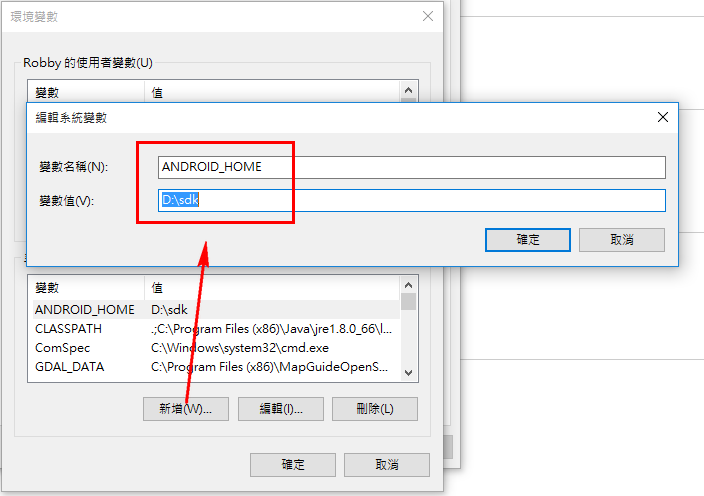 環境變數
Robby 的使用者變數(U)
變數 值
編輯系統變數
變數名稱(N): ANDROID_HOME
變數值(V): D:\sdk
確定 取消
變數 值
ANDROID_HOME D:\sdk
CLASSPATH .;C:\Program Files (x86)\Java\jre1.8.0_66\l...
ComSpec C:\Windows\system32\cmd.exe
GDAL_DATA C:\Program Files (x86)\MapGuideOpenS...
新增(W)... 編輯(I)... 刪除(L)
確定 取消